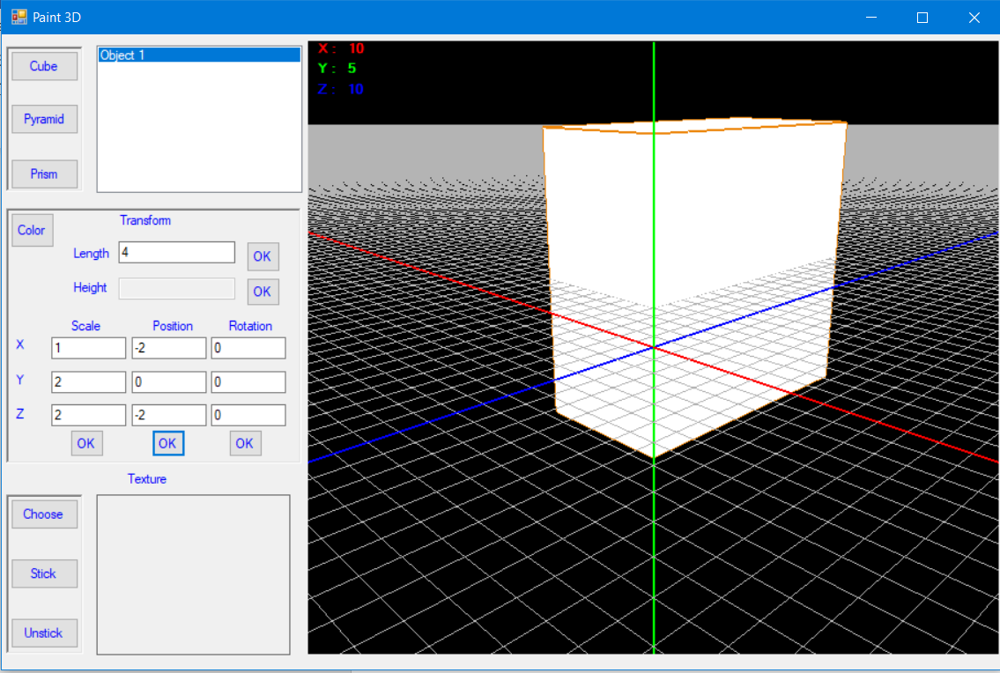 Paint 3D
Cube
Pyramid
Prism
Object 1
X : 10
Y : 5
Z : 10
Color
Transform
Length 4 OK
Height OK
Scale Position Rotation
X 1 -2 0
Y 2 0 0
Z 2 -2 0
OK OK OK
Texture
Choose
Stick
Unstick